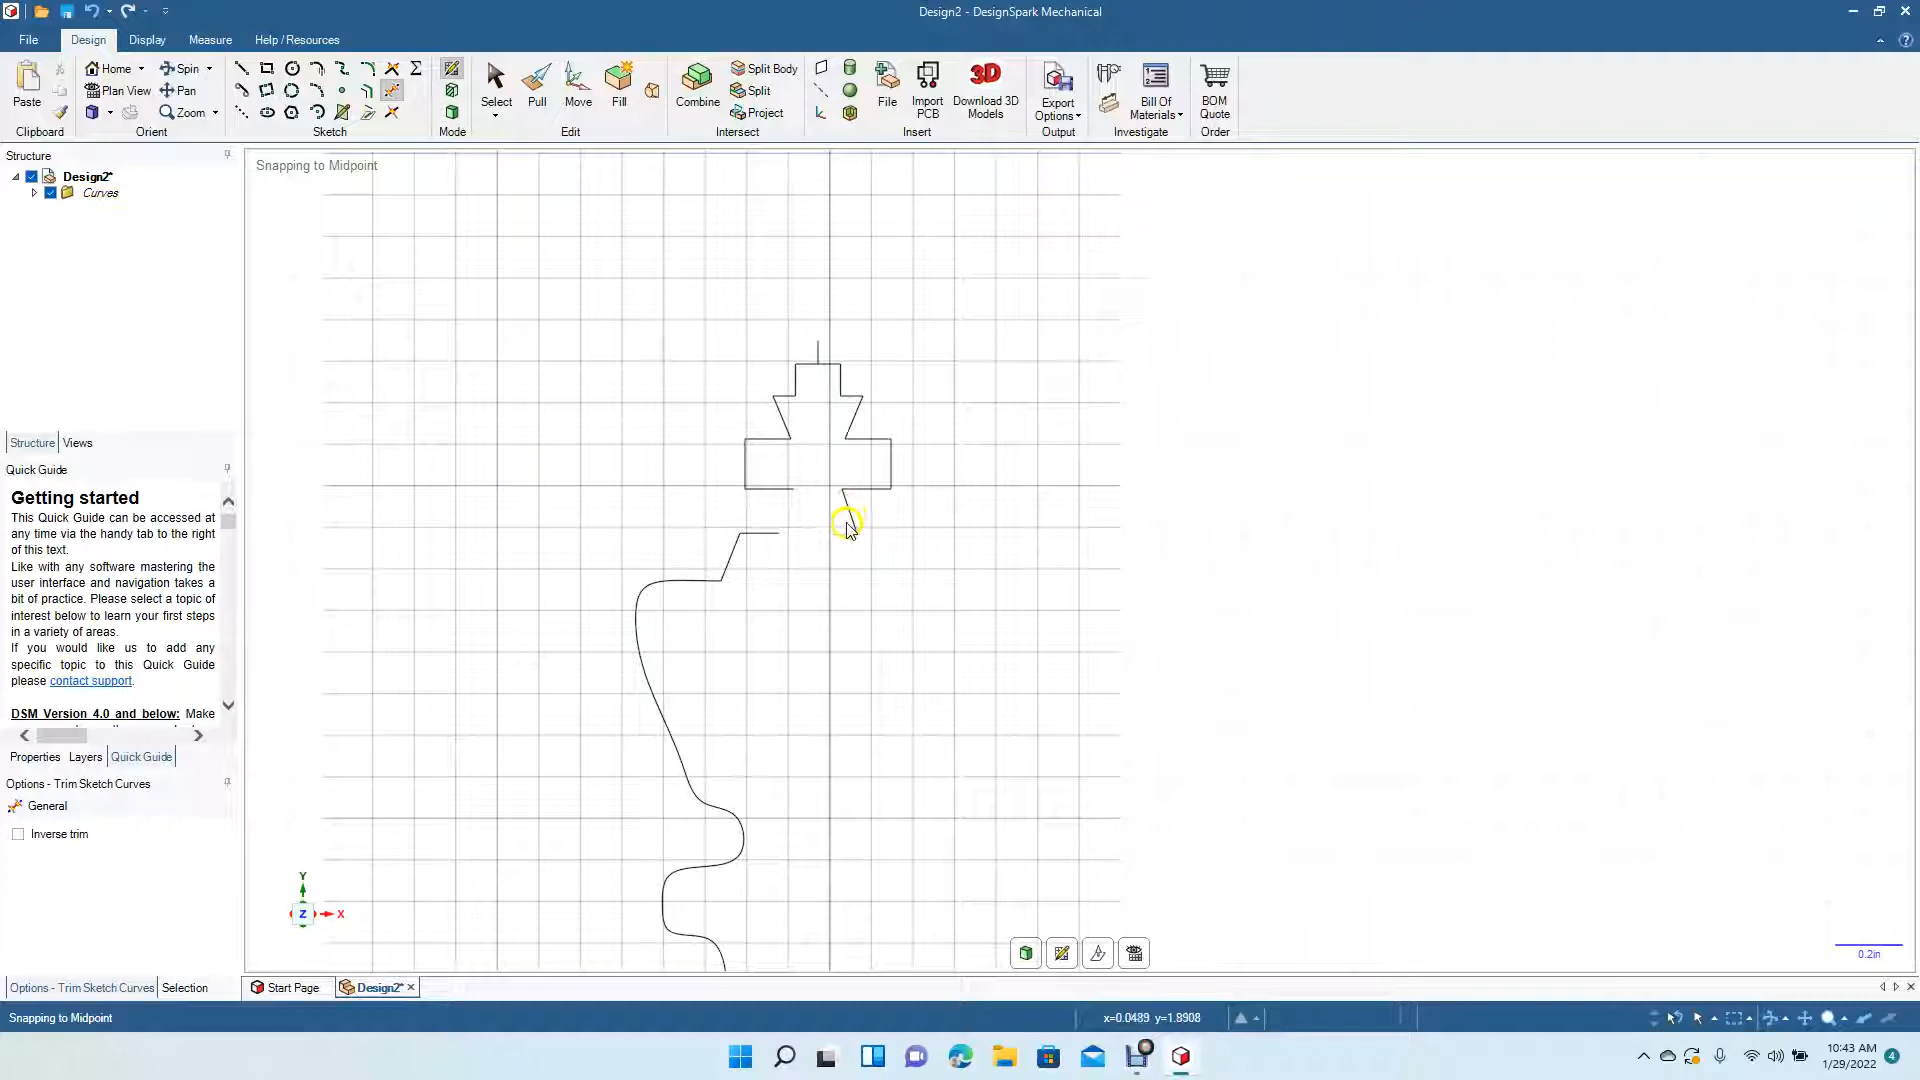 Design2 - DesignSpark Mechanical
File Design Display Measure Help / Resources
Paste
Home Spin
Plan View Pan
Zoom
Select Pull Move Fill
Combine
Split Body
Split
Project
File Import PCB Download 3D Models
Export Options
Bill Of Materials
BOM Quote
Clipboard Orient Sketch Mode Edit Intersect Insert Output Investigate Order
Structure
Design2*
Curves
Structure Views
Quick Guide
Getting started
This Quick Guide can be accessed at
any time via the handy tab to the right
of this text.
Like with any software mastering the
user interface and navigation takes a
bit of practice. Please select a topic of
interest below to learn your first steps
in a variety of areas.
If you would like us to add any
specific topic to this Quick Guide
please contact support.
DSM Version 4.0 and below: Make
Properties Layers Quick Guide
Options - Trim Sketch Curves
General
Inverse trim
Options - Trim Sketch Curves Selection
Snapping to Midpoint
Y
Z X
0.2in
Start Page Design2*
Snapping to Midpoint
x=0.0489 y=1.8908
10:43 AM
1/29/2022
4